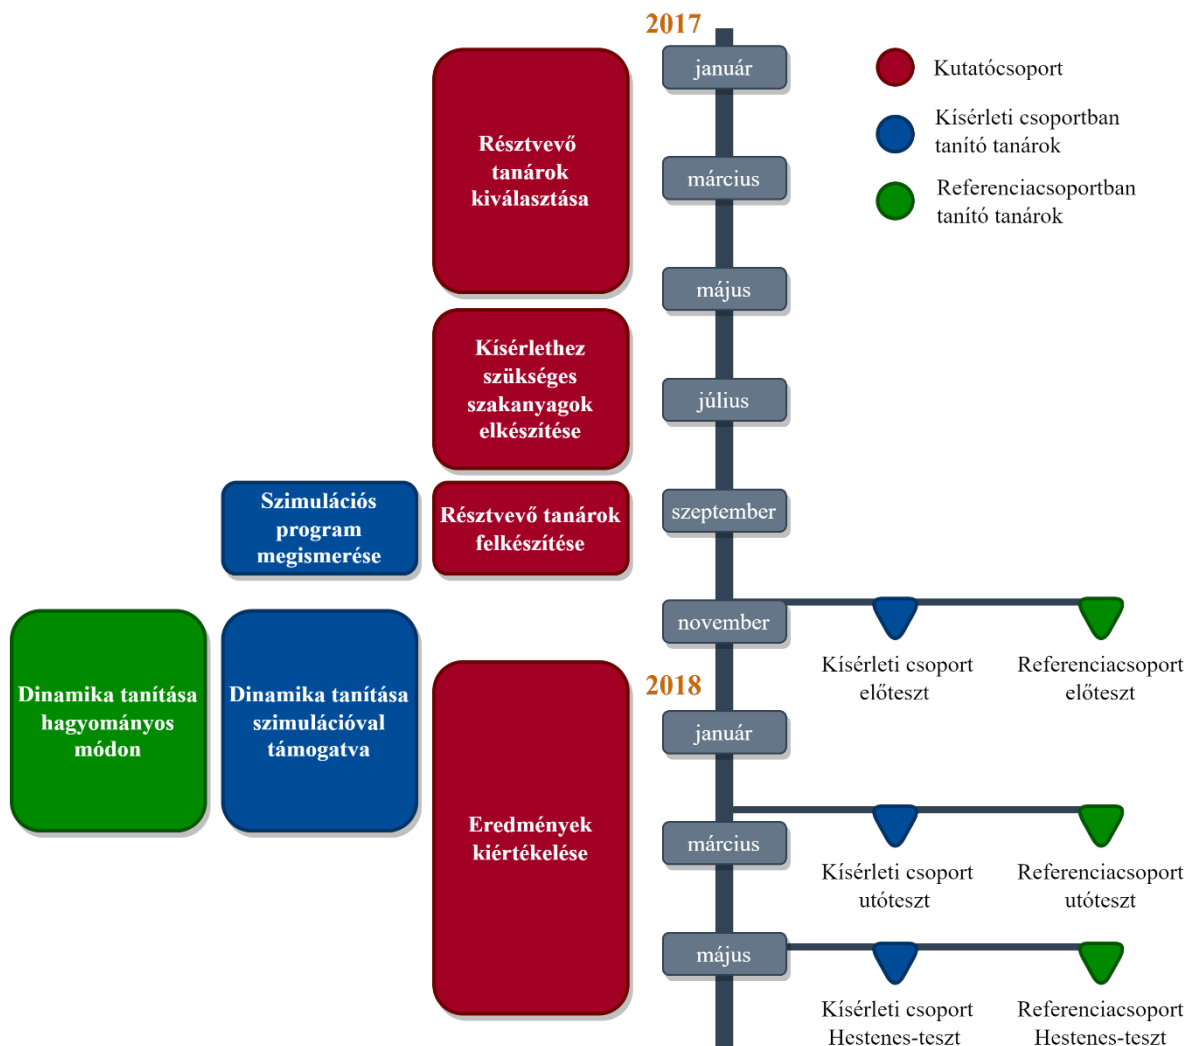 2017
január
március
május
július
szeptember
november
2018
január
március
május
Kutatócsoport
Kísérleti csoportban
tanító tanárok
Referenciacsoportban
tanító tanárok
Résztvevő
tanárok
kiválasztása
Kísérlethez
szükséges
szakanyagok
elkészítése
Szimulációs
program
megismerése
Résztvevő tanárok
felkészítése
Dinamika tanítása
hagyományos
módon
Dinamika tanítása
szimulációval
támogatva
Eredmények
kiértékelése
Kísérleti csoport
előteszt
Referenciacsoport
előteszt
Kísérleti csoport
utóteszt
Referenciacsoport
utóteszt
Kísérleti csoport
Hestenes-teszt
Referenciacsoport
Hestenes-teszt